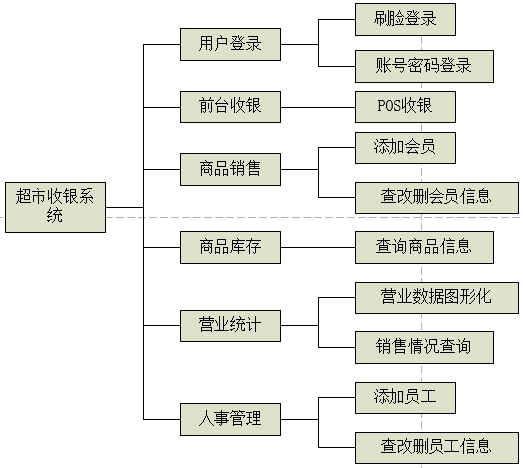 超市收银系
统
用户登录
刷脸登录
账号密码登录
前台收银
POS收银
商品销售
添加会员
查改删会员信息
商品库存
查询商品信息
营业统计
营业数据图形化
销售情况查询
人事管理
添加员工
查改删员工信息